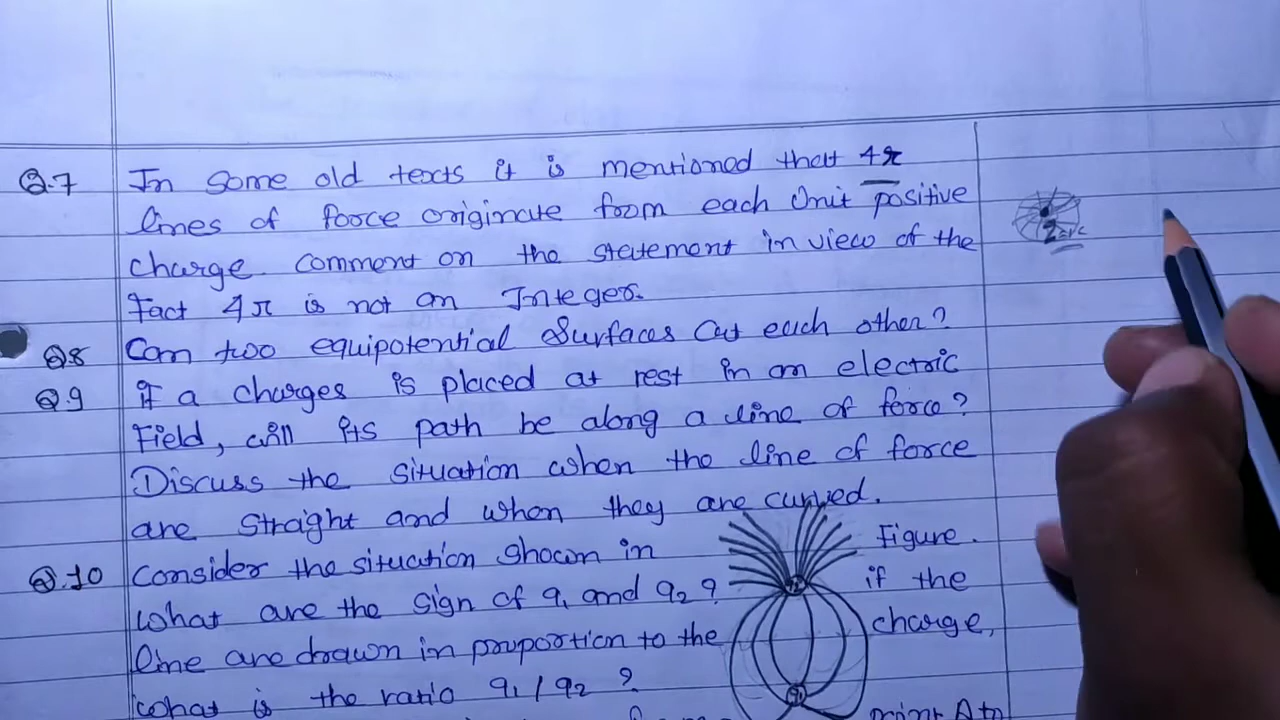 Q.7 In some old texts it is mentioned that 4π
lines of force originate from each Unit positive
charge. comment on the statement in view of the
Fact 4π is not an Integer.
Q8 Can two equipotential Surfaces Cut each other?
Q9 if a charges is placed at rest in an electric
Field, will its path be along a line of force?
Discuss the situation when the line of force
are straight and when they are curved.
Q.10 Consider the situation shown in Figure.
What are the sign of q1 and q2 ? if the
line are drawn in proportion to the charge,
What is the ratio q1/q2 ?